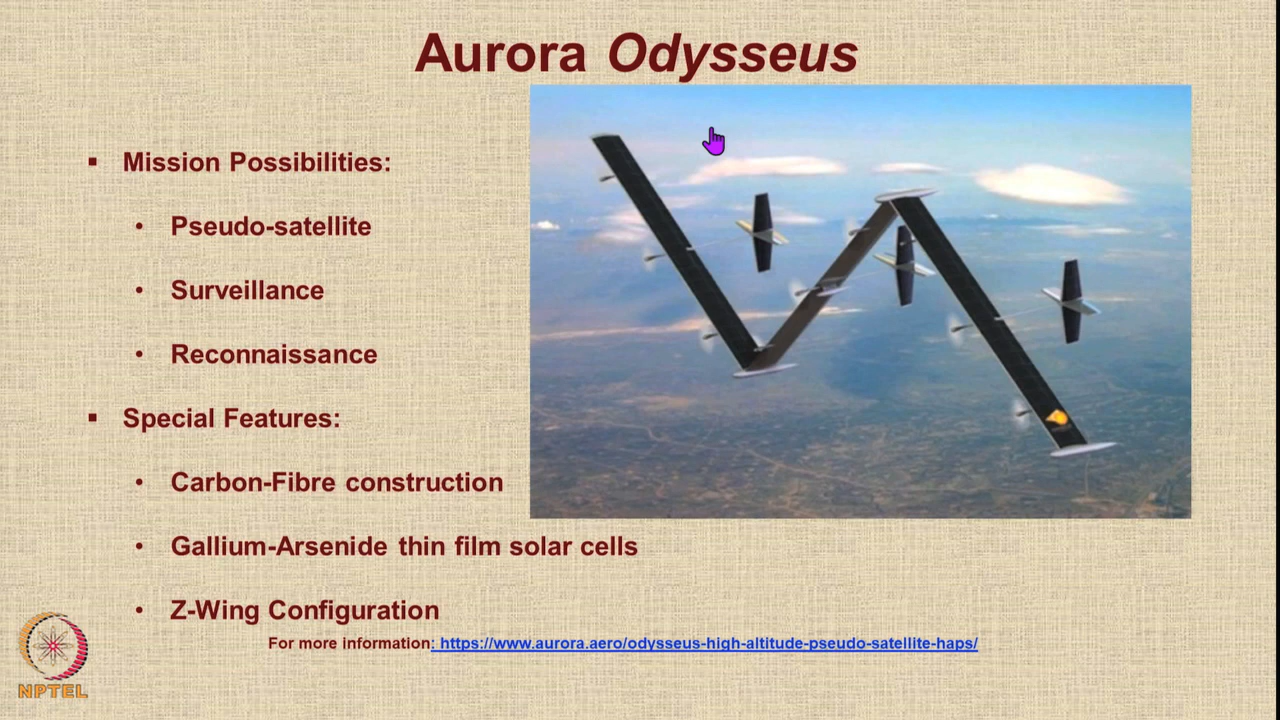 Aurora Odysseus
▪ Mission Possibilities:
• Pseudo-satellite
• Surveillance
• Reconnaissance
▪ Special Features:
• Carbon-Fibre construction
• Gallium-Arsenide thin film solar cells
• Z-Wing Configuration
For more information: https://www.aurora.aero/odysseus-high-altitude-pseudo-satellite-haps/
NPTEL